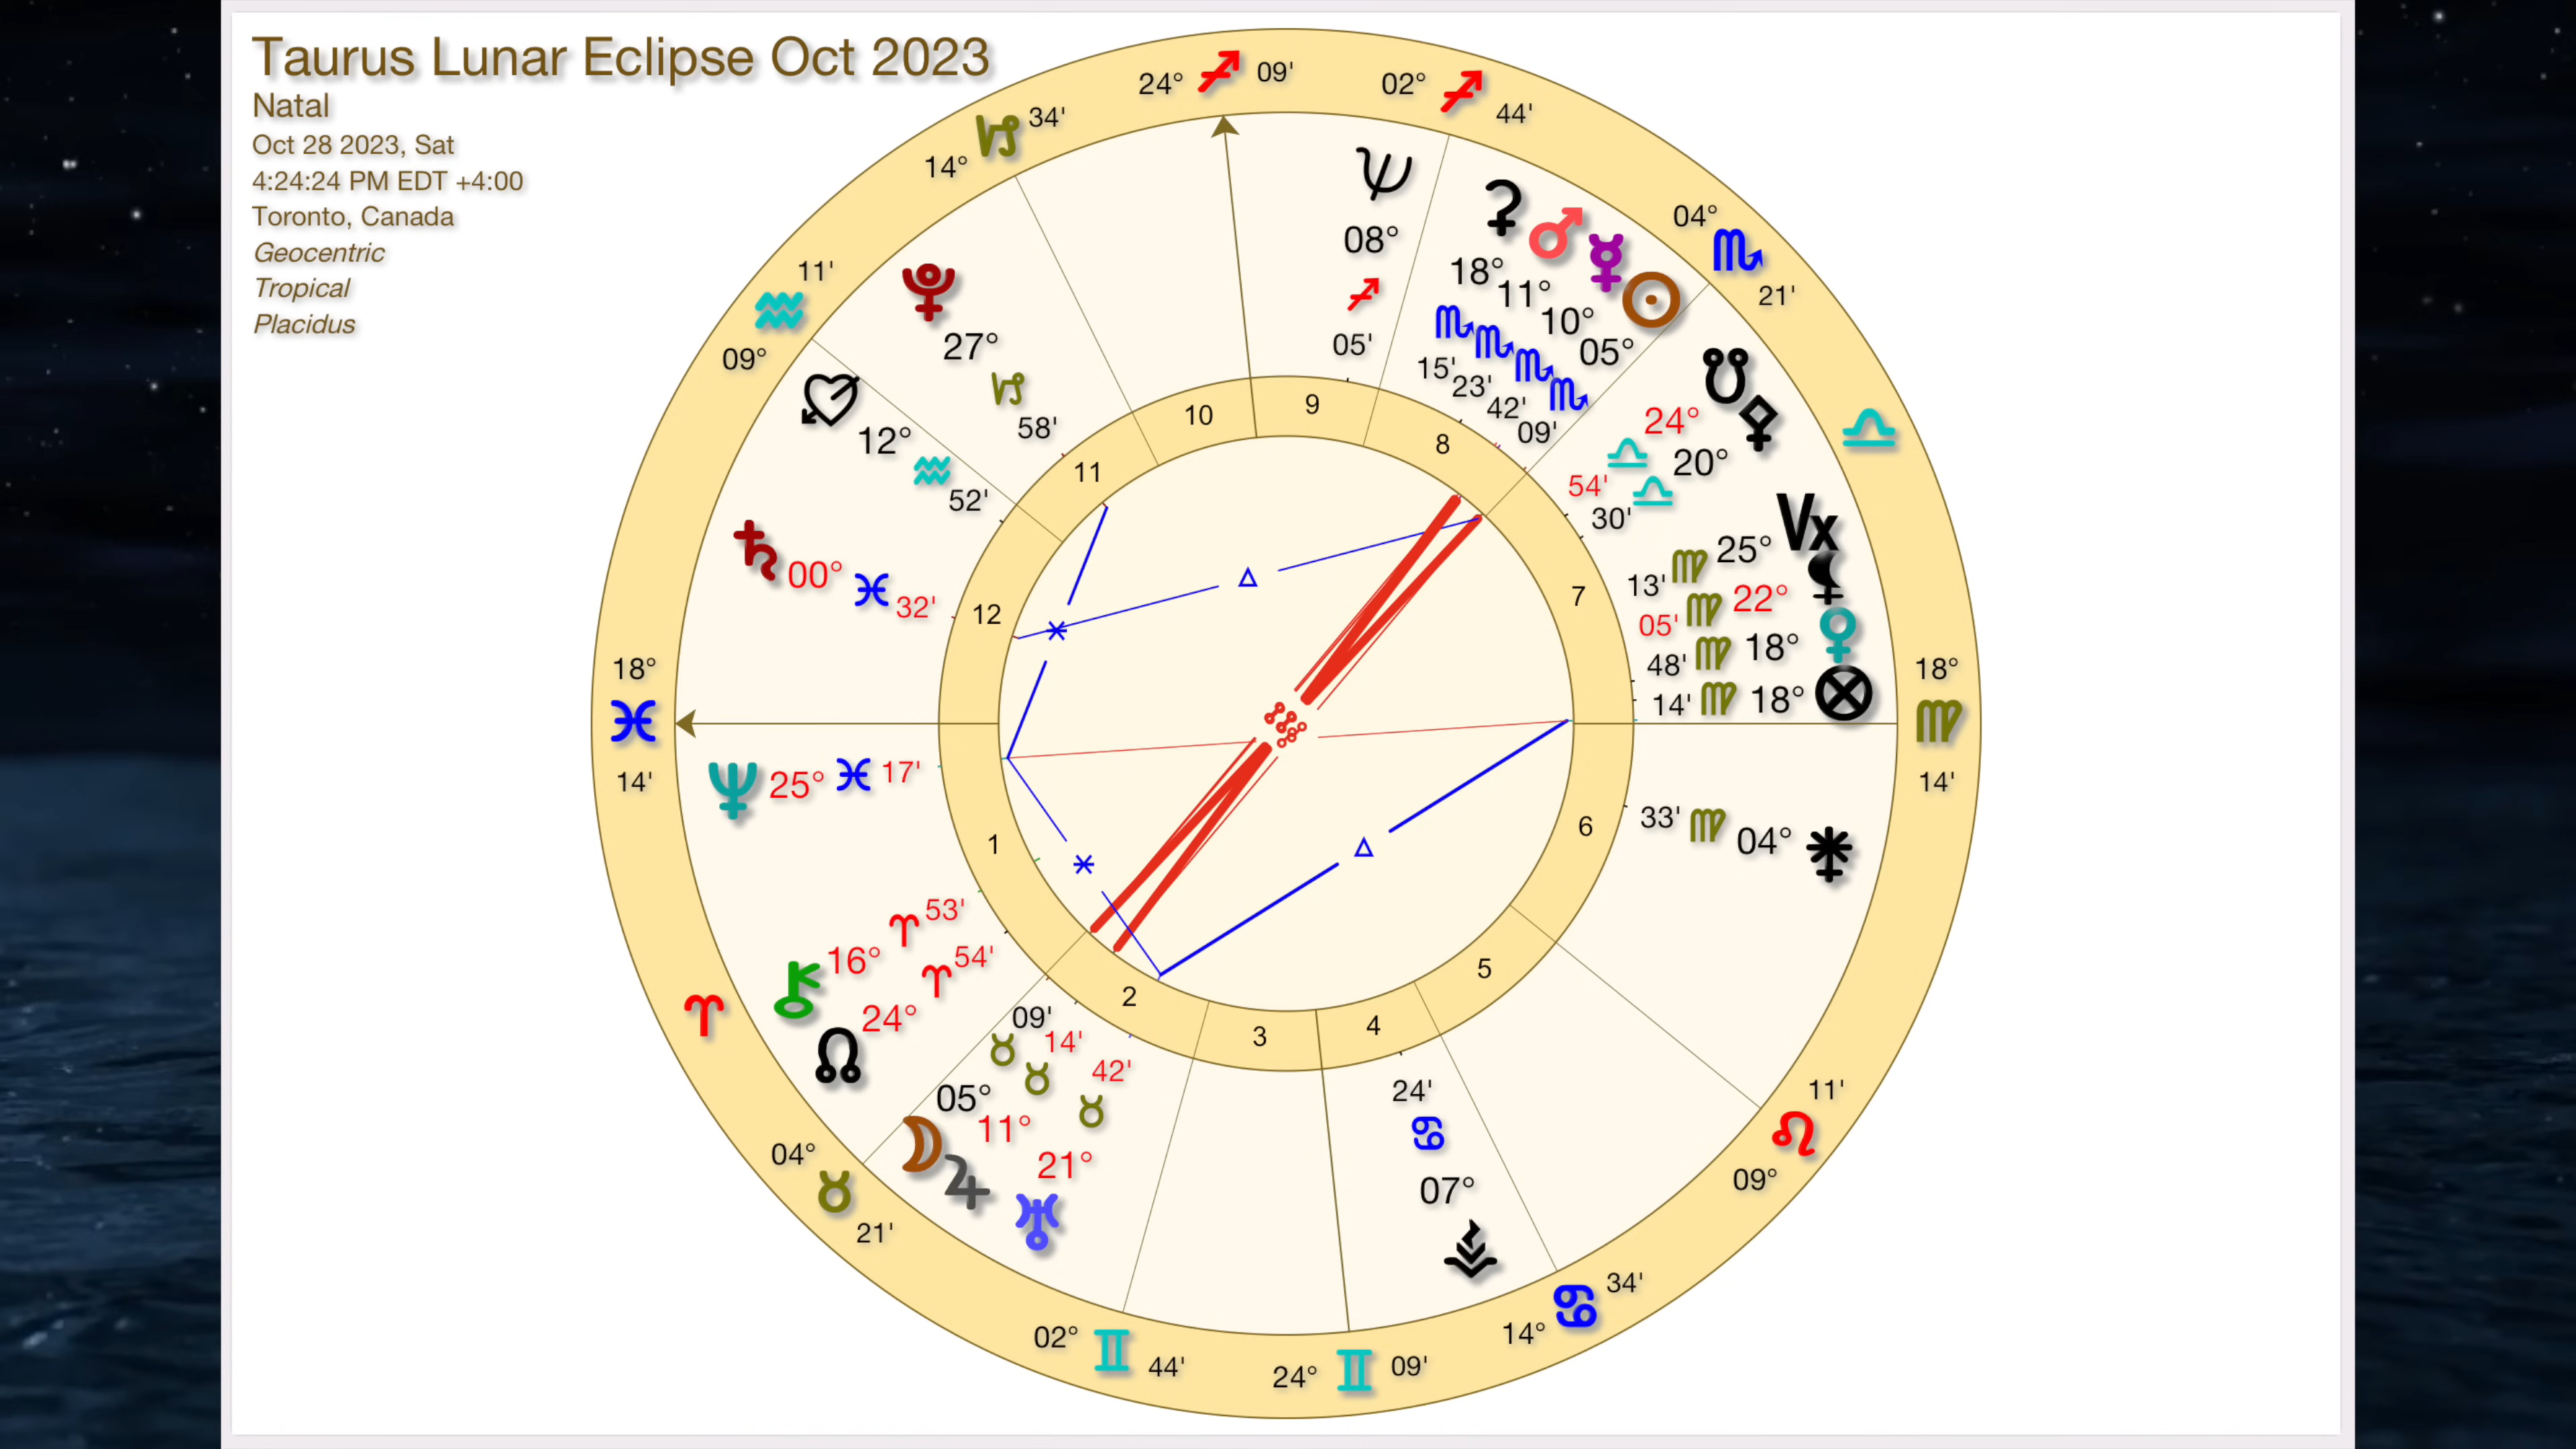 Taurus Lunar Eclipse Oct 2023
Natal
Oct 28 2023, Sat
4:24:24 PM EDT +4:00
Toronto, Canada
Geocentric
Tropical
Placidus
24° ♐ 09'
02° ♐ 44'
04° ♏ 21'
♎
18° ♍ 14'
09° ♌ 11'
14° ♋ 34'
24° ♊ 09'
02° ♊ 44'
04° ♉ 21'
♈
18° ♓ 14'
09° ♒ 11'
14° ♑ 34'
08° ♐ 05'
⚳ 18° ♏ 15'
♂ 11° ♏ 23'
☿ 10° ♏ 42'
☉ 05° ♏ 09'
☋ 24° ♎ 54'
⚴ 20° ♎ 30'
Vx 25° ♍ 13'
⚸ 22° ♍ 05'
♀ 18° ♍ 48'
⊗ 18° ♍ 14'
⚵ 04° ♍ 33'
⚶ 07° ♋ 24'
♅ 21° ♉ 42'
♃ 11° ♉ 14'
☽ 05° ♉ 09'
☊ 24° ♈ 54'
⚷ 16° ♈ 53'
♆ 25° ♓ 17'
♄ 00° ♓ 32'
12° ♒ 52'
27° ♑ 58'
1
2
3
4
5
6
7
8
9
10
11
12